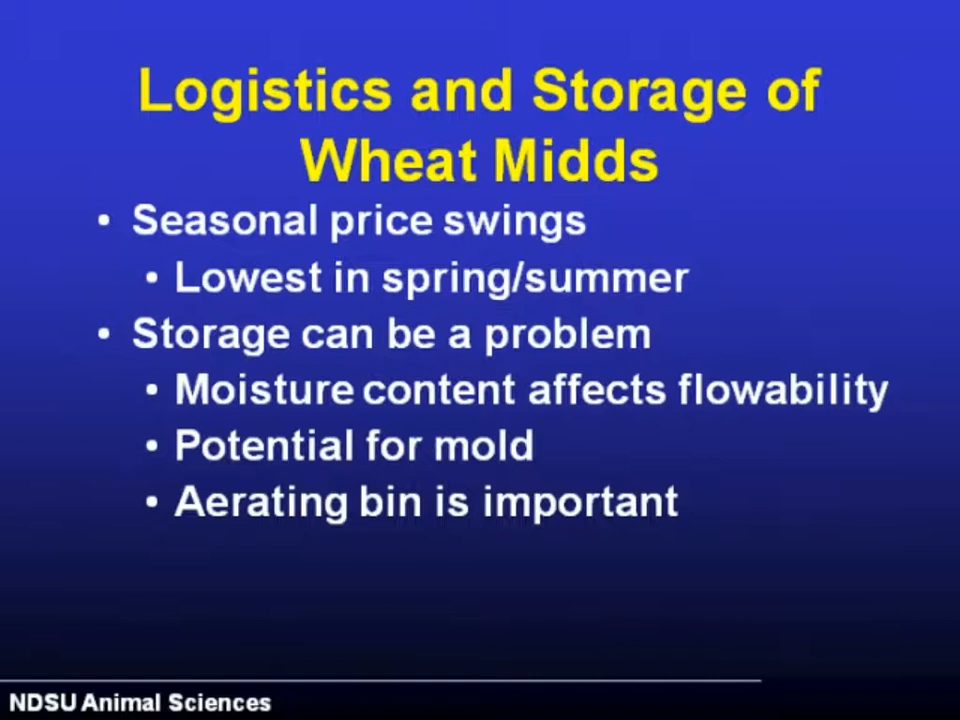 Logistics and Storage of
Wheat Midds
• Seasonal price swings
• Lowest in spring/summer
• Storage can be a problem
• Moisture content affects flowability
• Potential for mold
• Aerating bin is important
NDSU Animal Sciences